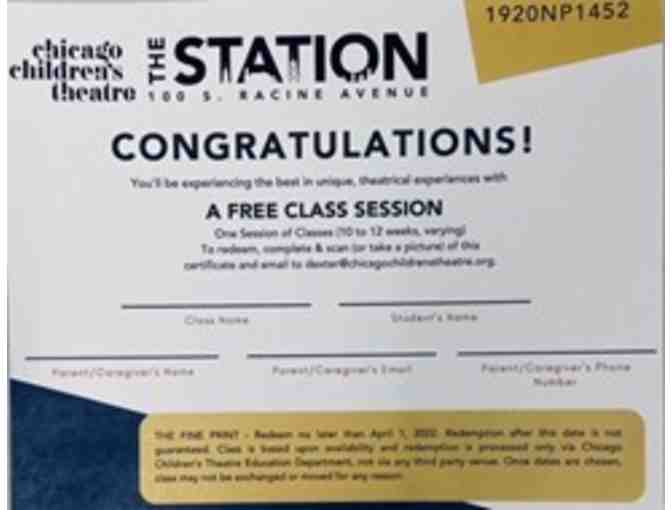 1920NP1452
chicago
children's
theatre
THE STATION
100 S. RACINE AVENUE
CONGRATULATIONS!
You'll be experiencing the best in unique, theatrical experiences with
A FREE CLASS SESSION
One Session of Classes (10 to 12 weeks, varying)
To redeem, complete & scan (or take a picture) of this
certificate and email to dexter@chicagochildrenstheatre.org.
Class Name
Student's Name
Parent/Caregiver's Name
Parent/Caregiver's Email
Parent/Caregiver's Phone
Number
THE FINE PRINT - Redeem no later than April 1, 2022. Redemption after this date is not
guaranteed. Class is based upon availability and redemption is processed only via Chicago
Children's Theatre Education Department, not via any third party venue. Once dates are chosen,
class may not be exchanged or moved for any reason.